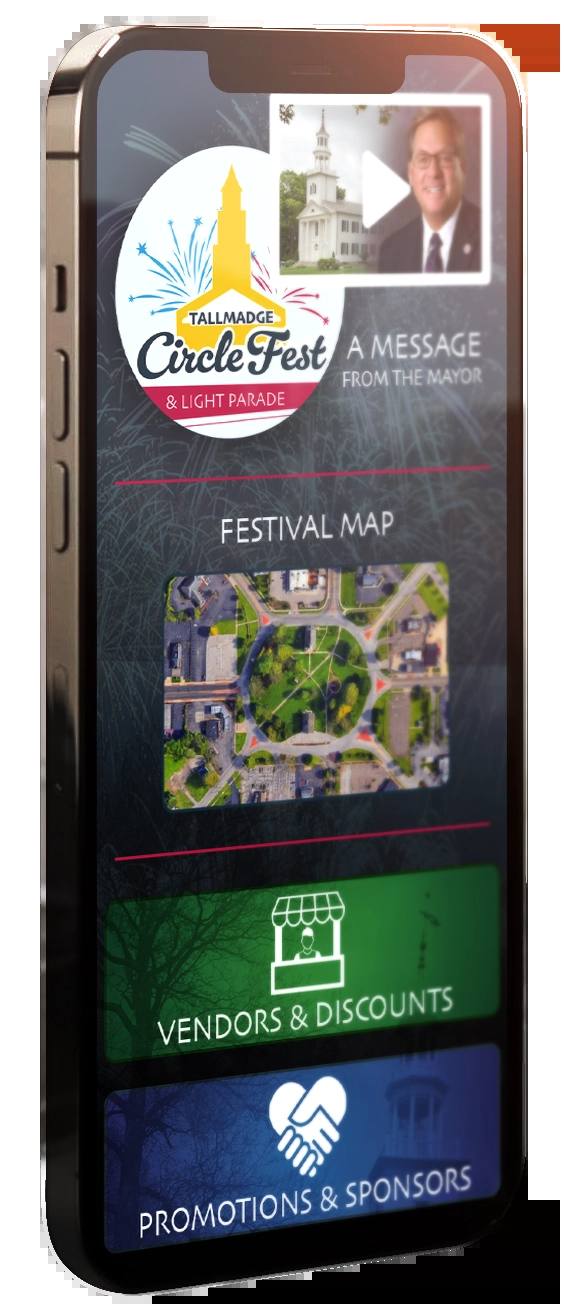 TALLMADGE
Circle Fest
& LIGHT PARADE
A MESSAGE
FROM THE MAYOR
FESTIVAL MAP
VENDORS & DISCOUNTS
PROMOTIONS & SPONSORS